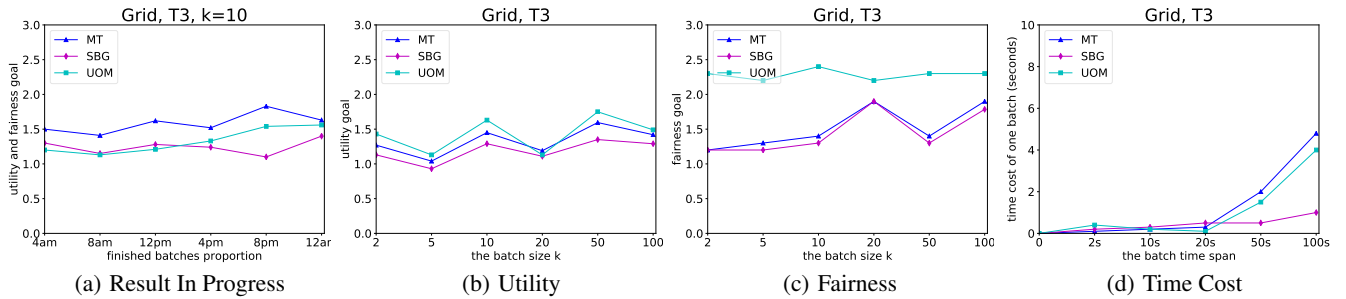 Grid, T3, k=10
3.0
2.5
2.0
1.5
1.0
0.5
0.0
utility and fairness goal
MT
SBG
UOM
4am 8am 12pm 4pm 8pm 12ar
finished batches proportion
(a) Result In Progress
Grid, T3
3.0
2.5
2.0
1.5
1.0
0.5
0.0
utility goal
MT
SBG
UOM
2 5 10 20 50 100
the batch size k
(b) Utility
Grid, T3
3.0
2.5
2.0
1.5
1.0
0.5
0.0
fairness goal
MT
SBG
UOM
2 5 10 20 50 100
the batch size k
(c) Fairness
Grid, T3
10
8
6
4
2
0
time cost of one batch (seconds)
MT
SBG
UOM
0 2s 10s 20s 50s 100s
the batch time span
(d) Time Cost